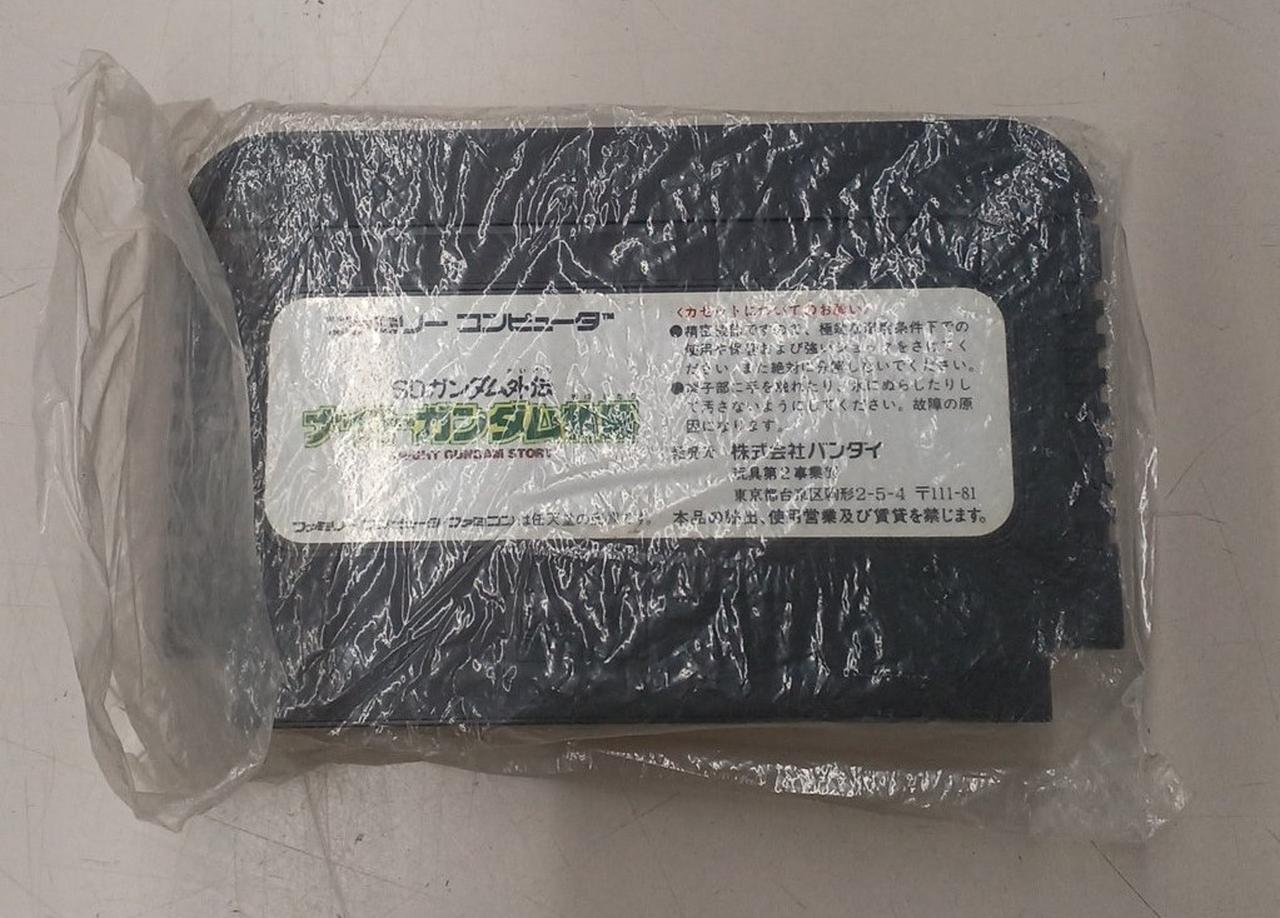 ファミリー コンピュータ™
SDガンダム外伝
ナイトガンダム物語
KNIGHT GUNDAM STORY
ファミリーコンピュータ・ファミコンは任天堂の商標です。
〈カセットについてのお願い〉
●精密機器ですので、極端な温度条件下での
使用や保管および強いショックをさけてく
ださい。また絶対に分解しないでください。
●端子部に手を触れたり、水にぬらしたりし
て汚さないようにしてください。故障の原
因になります。
発売元 株式会社バンダイ
玩具第2事業部
東京都台東区駒形2-5-4 〒111-81
本品の輸出、使用営業及び賃貸を禁じます。